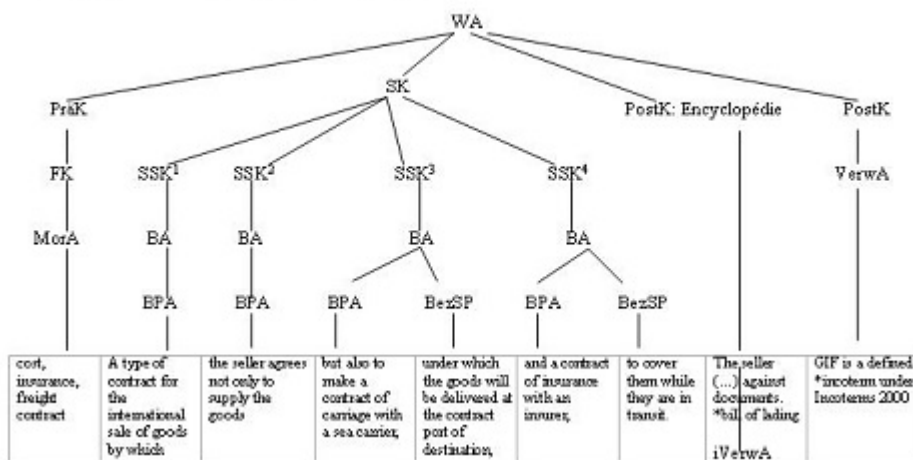 WA
SK
PräK
PostK: Encyclopédie
PostK
FK
SSK1
SSK2
SSK3
SSK4
VerwA
MorA
BA
BA
BA
BA
BPA
BPA
BPA
BezSP
BPA
BezSP
cost,
insurance,
freight
contract
A type of
contract for
the
international
sale of goods
by which
the seller agrees
not only to
supply the
goods
but also to
make a
contract of
carriage with
a sea carrier,
under which
the goods will
be delivered at
the contract
port of
destination,
and a contract
of insurance
with an
insurer,
to cover
them while
they are in
transit.
The seller
(...) against
documents.
*bill of lading
iVerwA
GIF is a defined
*incoterm under
Incoterms 2000